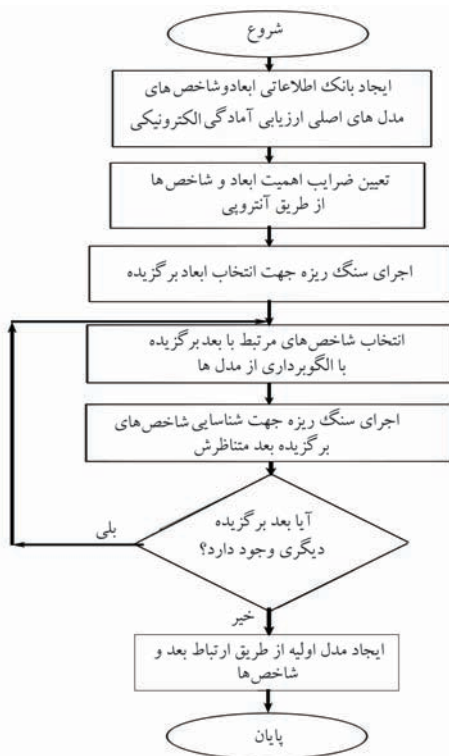 شروع
ایجاد بانک اطلاعاتی ابعادوشاخص های
مدل های اصلی ارزیابی آمادگی الکترونیکی
تعیین ضرایب اهمیت ابعاد و شاخص ها
از طریق آنتروپی
اجرای سنگ ریزه جهت انتخاب ابعاد برگزیده
انتخاب شاخص‌های مرتبط با بعد برگزیده
با الگوبرداری از مدل ها
اجرای سنگ ریزه جهت شناسایی شاخص‌های
برگزیده بعد متناظرش
آیا بعد برگزیده
دیگری وجود دارد؟
بلی
خیر
ایجاد مدل اولیه از طریق ارتباط بعد و
شاخص‌ها
پایان